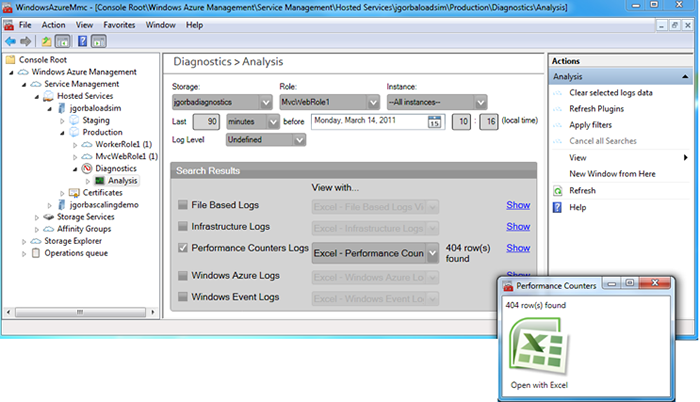 WindowsAzureMmc - [Console Root\Windows Azure Management\Service Management\Hosted Services\jgorbaloadsim\Production\Diagnostics\Analysis]
File Action View Favorites Window Help
Console Root
Windows Azure Management
Service Management
Hosted Services
jgorbaloadsim
Staging
Production
WorkerRole1 (1)
MvcWebRole1 (1)
Diagnostics
Analysis
Certificates
jgorbascalingdemo
Storage Services
Affinity Groups
Storage Explorer
Operations queue
Diagnostics > Analysis
Storage: Role: Instance:
jgorbadiagnostics MvcWebRole1 --All instances--
Last 90 minutes before Monday, March 14, 2011 15 10 : 16 (local time)
Log Level Undefined
Search Results
View with...
File Based Logs Excel - File Based Logs Vi Show
Infrastructure Logs Excel - Infrastructure Logs Show
Performance Counters Logs Excel - Performance Coun 404 row(s) found Show
Windows Azure Logs Excel - Windows Azure Lo Show
Windows Event Logs Excel - Windows Event Lo
Actions
Analysis
Clear selected logs data
Refresh Plugins
Apply filters
Cancel all Searches
View
New Window from Here
Refresh
Help
Performance Counters
404 row(s) found
Open with Excel